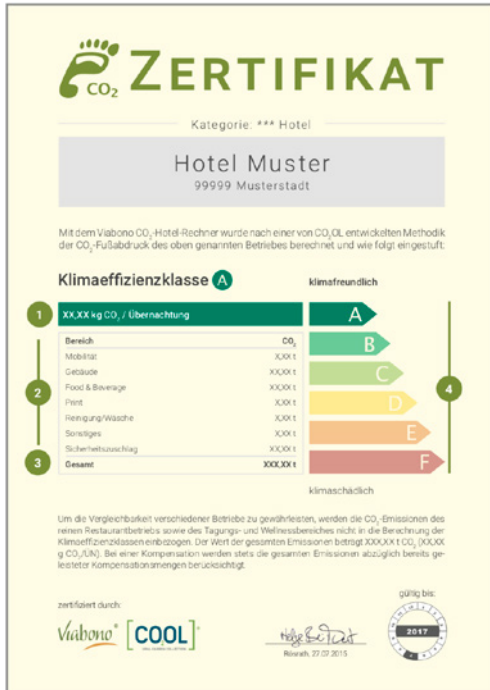 CO₂ ZERTIFIKAT
Kategorie: *** Hotel
Hotel Muster
99999 Musterstadt
Mit dem Viabono CO₂-Hotel-Rechner wurde nach einer von CO₂OL entwickelten Methodik
der CO₂-Fußabdruck des oben genannten Betriebes berechnet und wie folgt eingestuft:
Klimaeffizienzklasse A
klimafreundlich
1 XX,XX kg CO₂ / Übernachtung
Bereich CO₂
Mobilität X,XX t
Gebäude XX,XX t
2 Food & Beverage XX,XX t
Print X,XX t
Reinigung/Wäsche X,XX t
Sonstiges XX,XX t
Sicherheitszuschlag XX,XX t
3 Gesamt XXX,XX t
A
B
C
D
E
F
4
klimaschädlich
Um die Vergleichbarkeit verschiedener Betriebe zu gewährleisten, werden die CO₂-Emissionen des
reinen Restaurantbetriebs sowie des Tagungs- und Wellnessbereiches nicht in die Berechnung der
Klimaeffizienzklassen einbezogen. Der Wert der gesamten Emissionen beträgt XXX,XX t CO₂ (XX,XX
g CO₂/ÜN). Bei einer Kompensation werden stets die gesamten Emissionen abzüglich bereits ge-
leisteter Kompensationsmengen berücksichtigt.
zertifiziert durch:
Viabono® [CO2OL]®
Rösrath, 27.07.2015
gültig bis:
2017